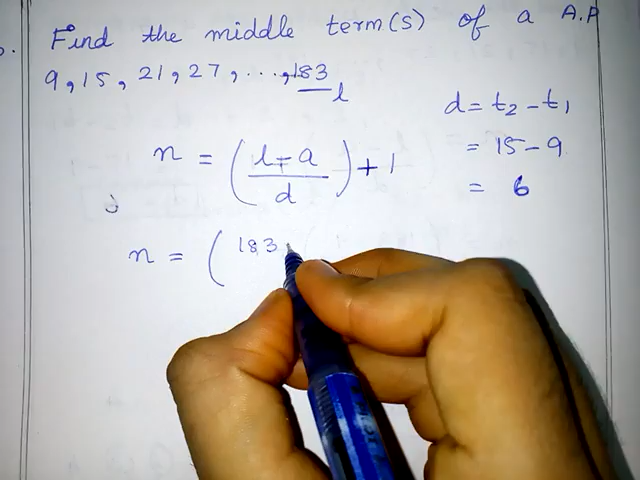 Find the middle term(s) of a A.P
9, 15, 21, 27, ..., 183
l
d = t₂ - t₁
n = (l - a / d) + 1
= 15 - 9
= 6
n = ( 183